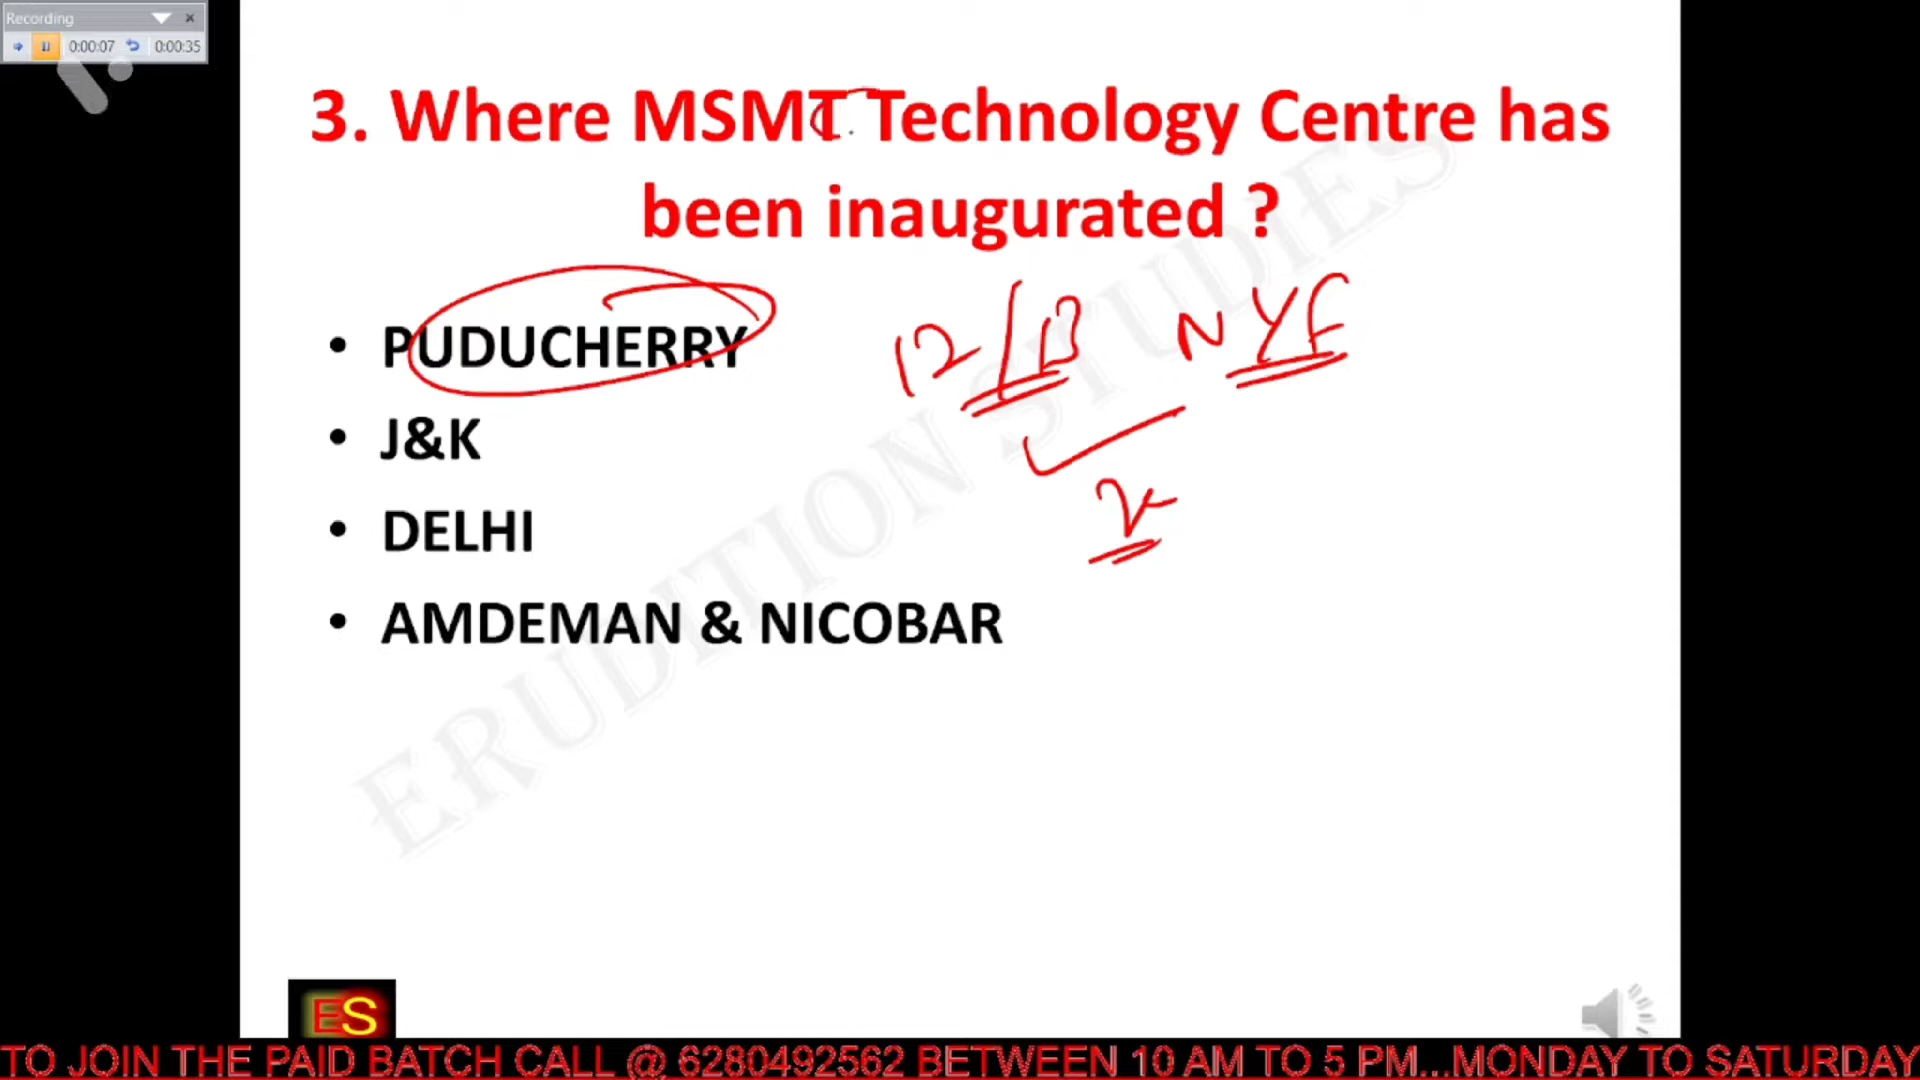 Recording
0:00:07 0:00:35
3. Where MSMT Technology Centre has
been inaugurated ?
• PUDUCHERRY
12/13 NYF
• J&K
• DELHI
• AMDEMAN & NICOBAR
ERUDITION STUDIES
ES
TO JOIN THE PAID BATCH CALL @ 6280492562 BETWEEN 10 AM TO 5 PM...MONDAY TO SATURDAY